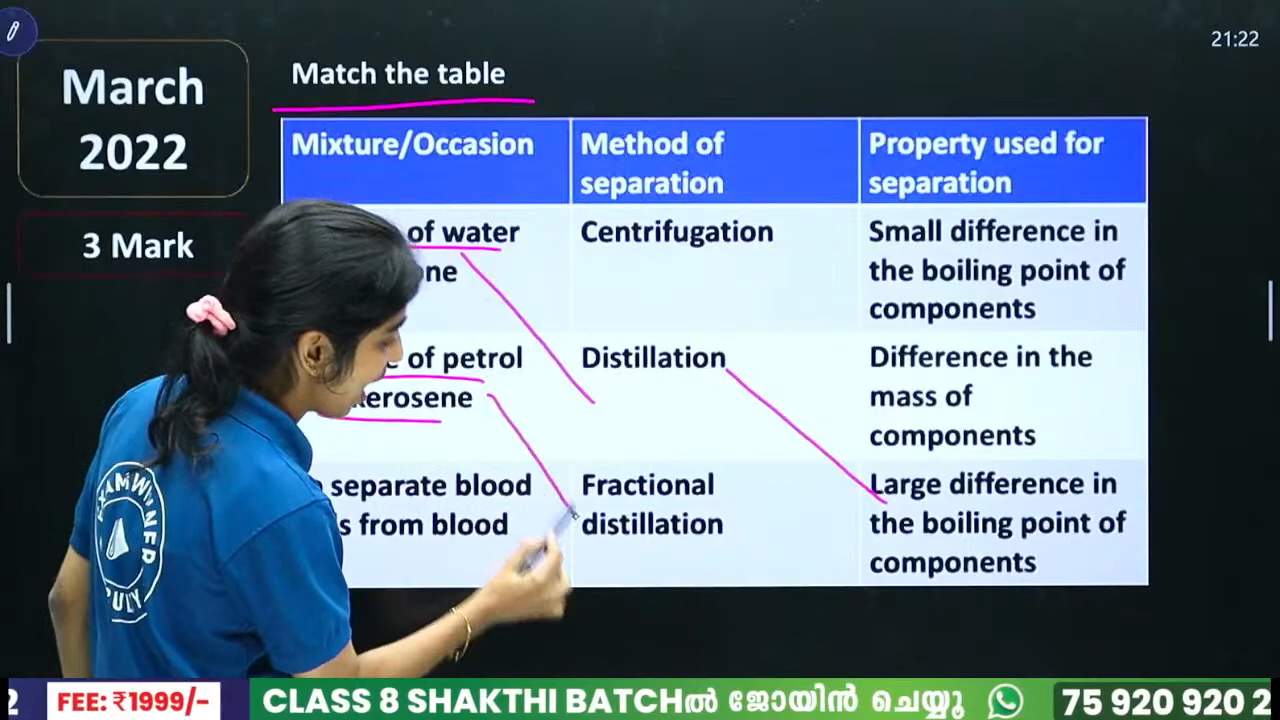 21:22
March
2022
3 Mark
Match the table
Mixture/Occasion
Method of
separation
Property used for
separation
of water
Centrifugation
Small difference in
the boiling point of
components
of petrol
kerosene
Distillation
Difference in the
mass of
components
separate blood
from blood
Fractional
distillation
Large difference in
the boiling point of
components
EXAMWINNER
FEE: ₹1999/-
CLASS 8 SHAKTHI BATCHൽ ജോയിൻ ചെയ്യൂ
75 920 920 2